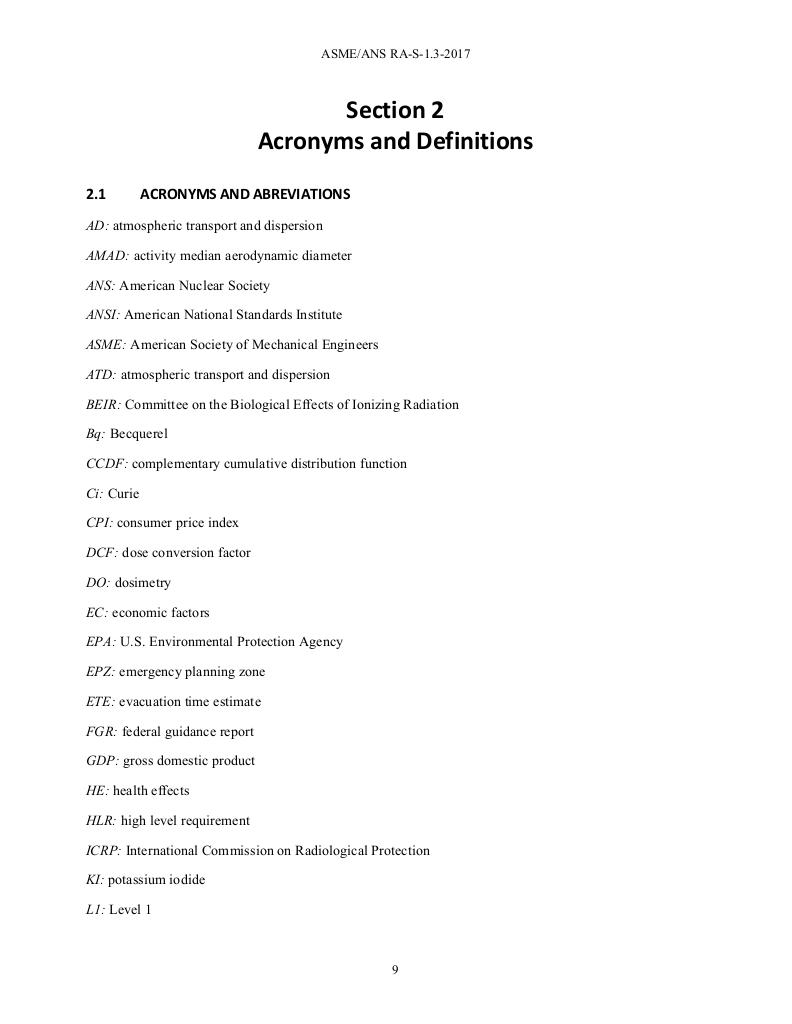 ASME/ANS RA-S-1.3-2017
Section 2
Acronyms and Definitions
2.1 ACRONYMS AND ABREVIATIONS
AD: atmospheric transport and dispersion
AMAD: activity median aerodynamic diameter
ANS: American Nuclear Society
ANSI: American National Standards Institute
ASME: American Society of Mechanical Engineers
ATD: atmospheric transport and dispersion
BEIR: Committee on the Biological Effects of Ionizing Radiation
Bq: Becquerel
CCDF: complementary cumulative distribution function
Ci: Curie
CPI: consumer price index
DCF: dose conversion factor
DO: dosimetry
EC: economic factors
EPA: U.S. Environmental Protection Agency
EPZ: emergency planning zone
ETE: evacuation time estimate
FGR: federal guidance report
GDP: gross domestic product
HE: health effects
HLR: high level requirement
ICRP: International Commission on Radiological Protection
KI: potassium iodide
L1: Level 1
9